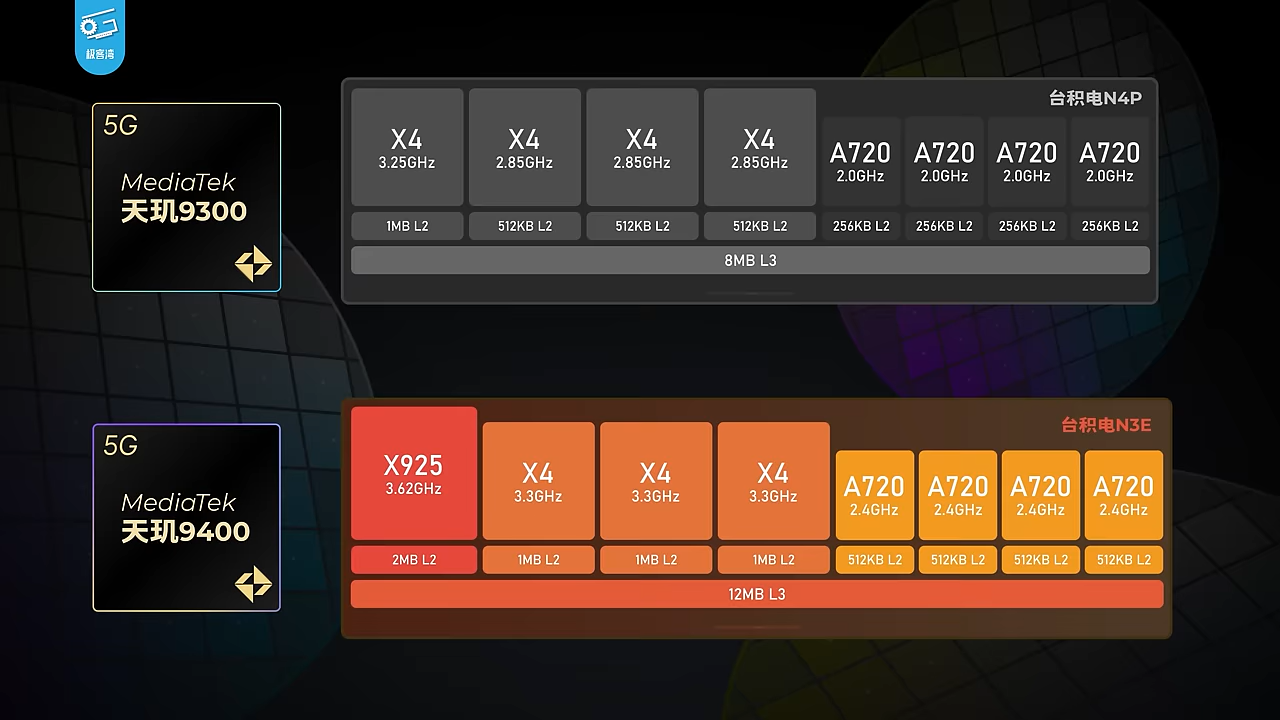 极客湾
5G
MediaTek
天玑9300
台积电N4P
X4 X4 X4 X4 A720 A720 A720 A720
3.25GHz 2.85GHz 2.85GHz 2.85GHz 2.0GHz 2.0GHz 2.0GHz 2.0GHz
1MB L2 512KB L2 512KB L2 512KB L2 256KB L2 256KB L2 256KB L2 256KB L2
8MB L3
5G
MediaTek
天玑9400
台积电N3E
X925 X4 X4 X4 A720 A720 A720 A720
3.62GHz 3.3GHz 3.3GHz 3.3GHz 2.4GHz 2.4GHz 2.4GHz 2.4GHz
2MB L2 1MB L2 1MB L2 1MB L2 512KB L2 512KB L2 512KB L2 512KB L2
12MB L3